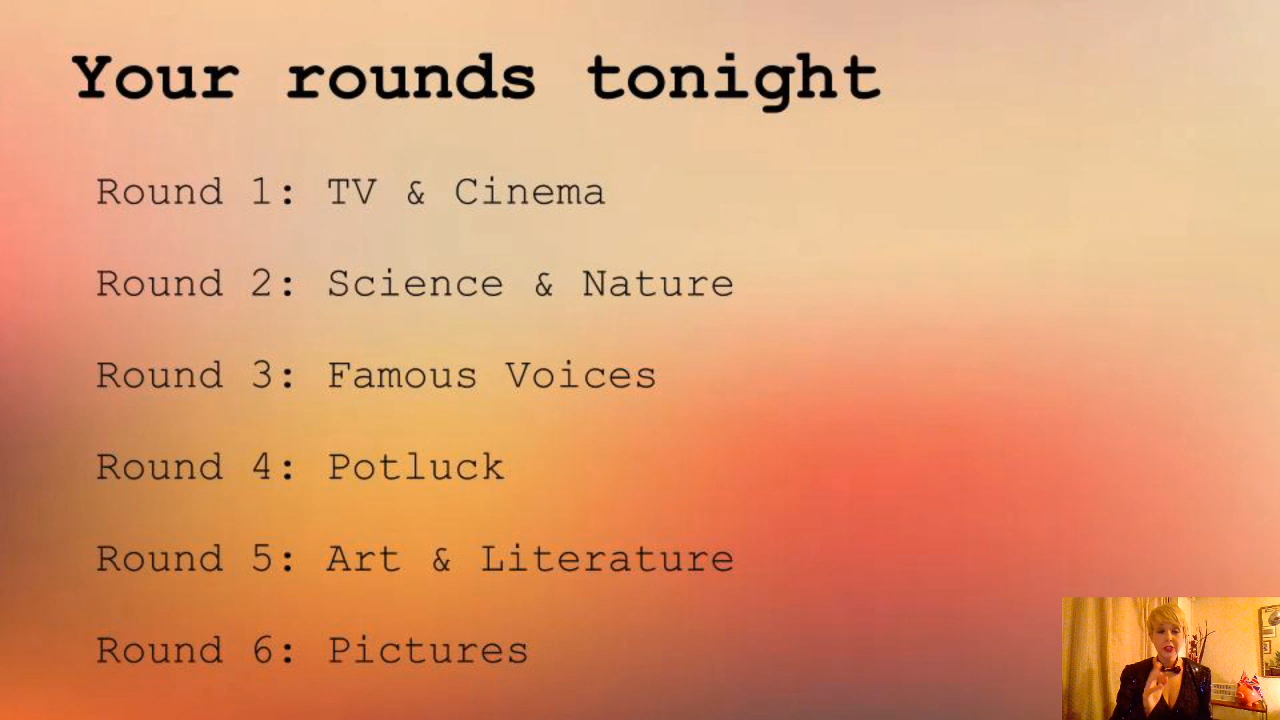 Your rounds tonight
Round 1: TV & Cinema
Round 2: Science & Nature
Round 3: Famous Voices
Round 4: Potluck
Round 5: Art & Literature
Round 6: Pictures